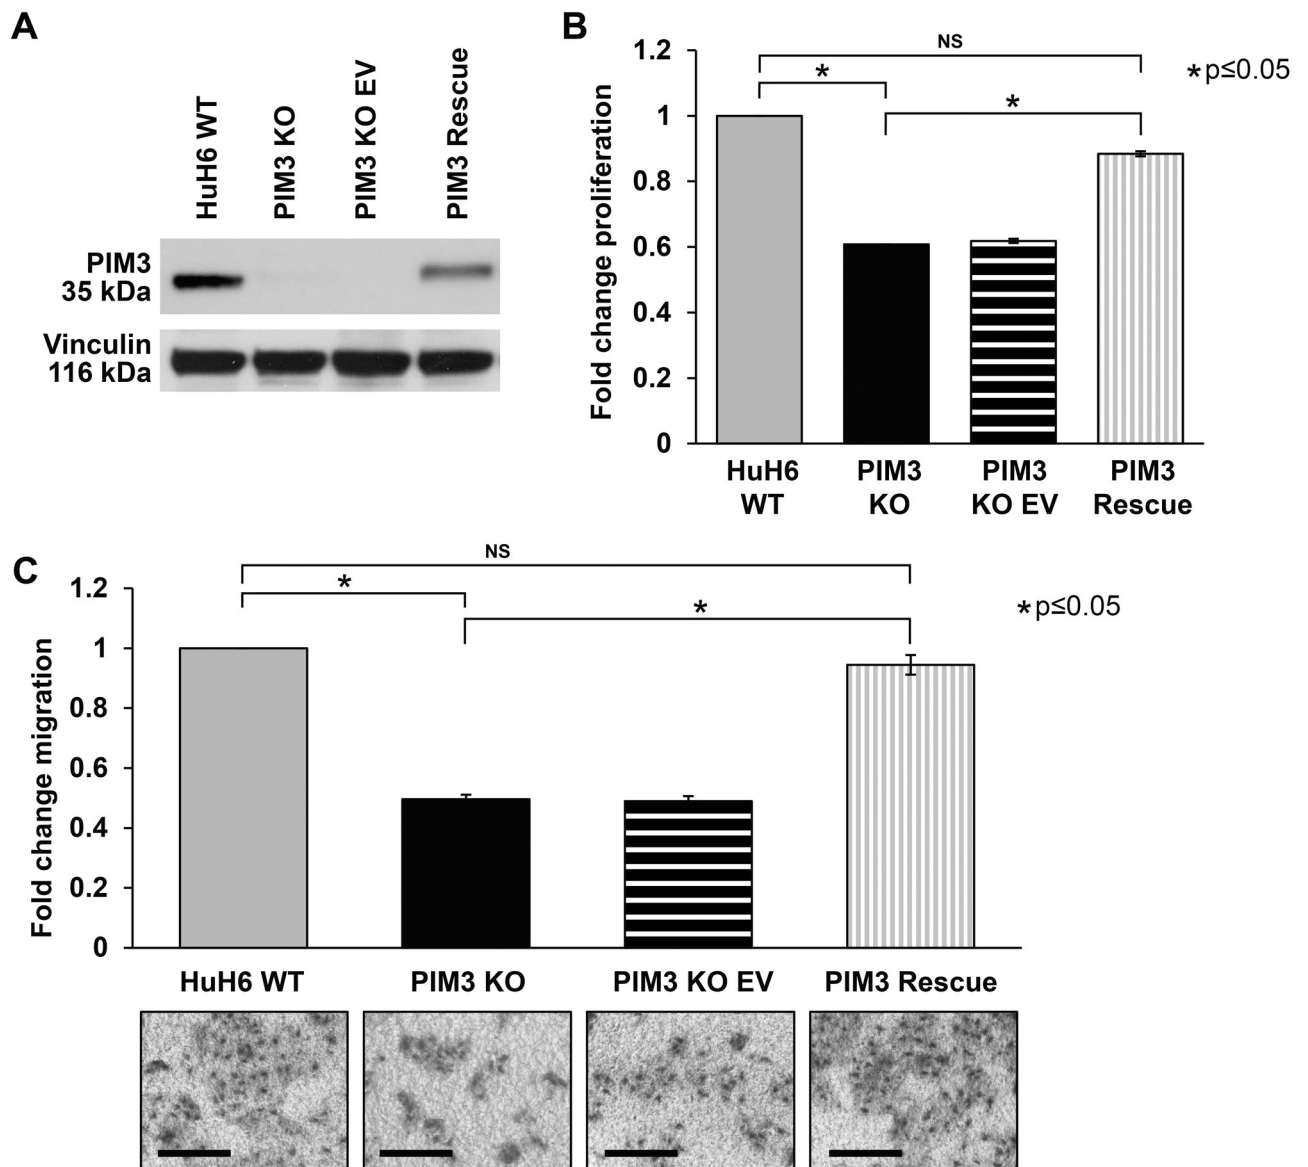 A
HuH6 WT
PIM3 KO
PIM3 KO EV
PIM3 Rescue
PIM3
35 kDa
Vinculin
116 kDa
B
Fold change proliferation
1.2
1
0.8
0.6
0.4
0.2
0
NS
*
*
*p≤0.05
HuH6
WT
PIM3
KO
PIM3
KO EV
PIM3
Rescue
C
Fold change migration
1.2
1
0.8
0.6
0.4
0.2
0
NS
*
*
*p≤0.05
HuH6 WT
PIM3 KO
PIM3 KO EV
PIM3 Rescue